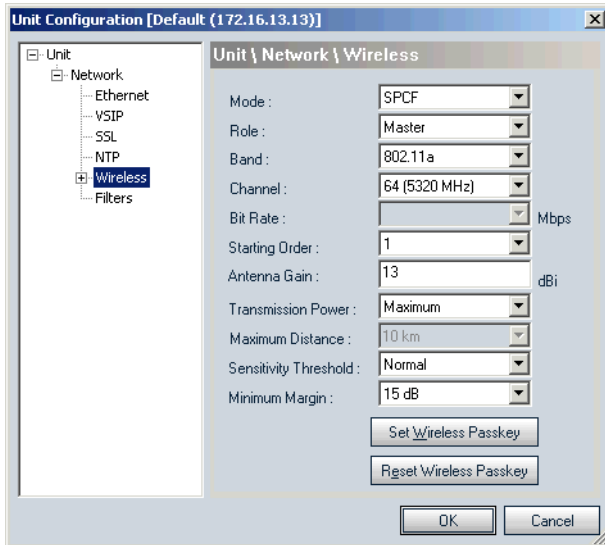 Unit Configuration [Default (172.16.13.13)]
Unit
Network
Ethernet
VSIP
SSL
NTP
Wireless
Filters
Unit \ Network \ Wireless
Mode : SPCF
Role : Master
Band : 802.11a
Channel : 64 (5320 MHz)
Bit Rate : Mbps
Starting Order : 1
Antenna Gain : 13 dBi
Transmission Power : Maximum
Maximum Distance : 10 km
Sensitivity Threshold : Normal
Minimum Margin : 15 dB
Set Wireless Passkey
Reset Wireless Passkey
OK Cancel